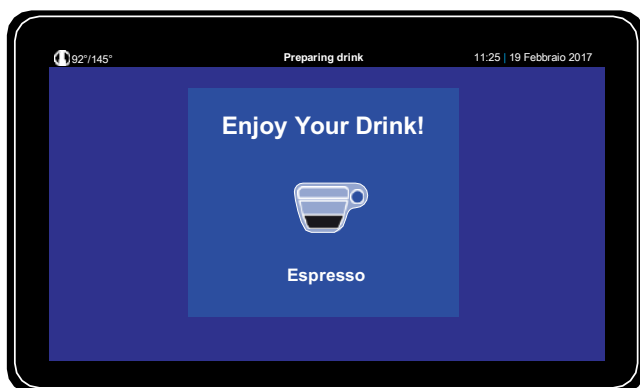 92°/145° Preparing drink 11:25 | 19 Febbraio 2017
Enjoy Your Drink!
Espresso